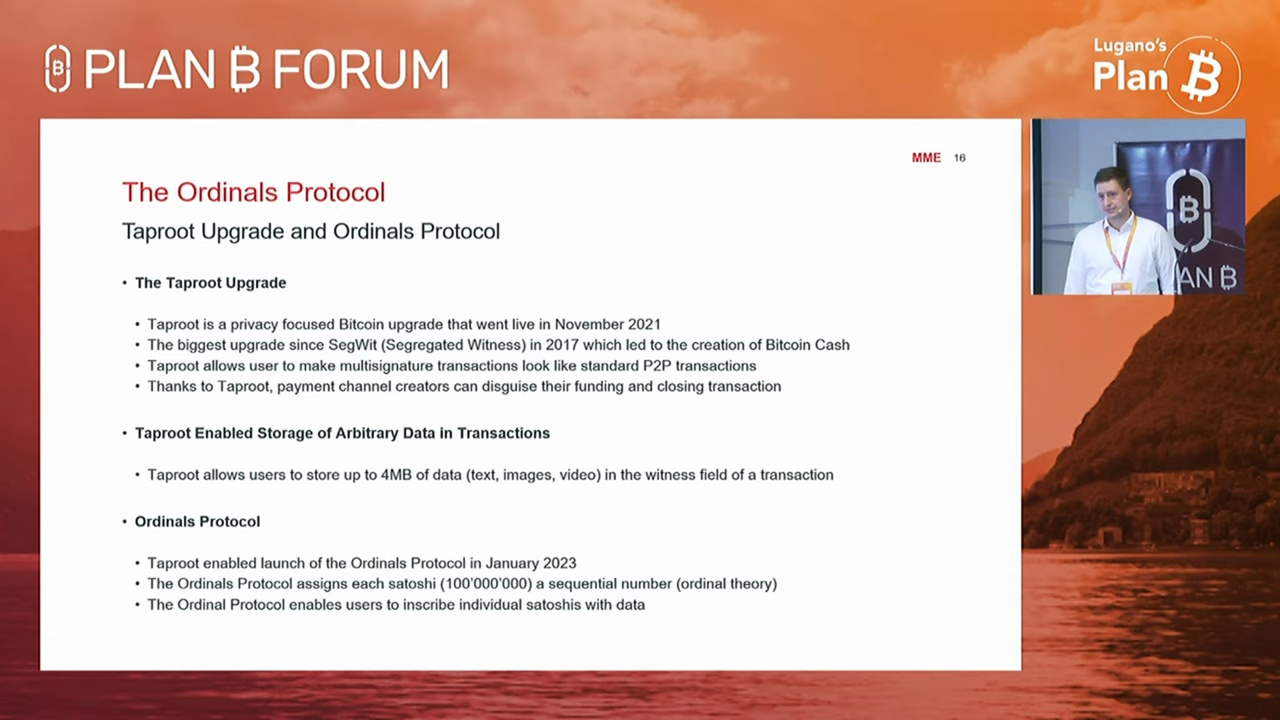 PLAN ₿ FORUM
Lugano's
Plan ₿
MME 16
The Ordinals Protocol
Taproot Upgrade and Ordinals Protocol
• The Taproot Upgrade
• Taproot is a privacy focused Bitcoin upgrade that went live in November 2021
• The biggest upgrade since SegWit (Segregated Witness) in 2017 which led to the creation of Bitcoin Cash
• Taproot allows user to make multisignature transactions look like standard P2P transactions
• Thanks to Taproot, payment channel creators can disguise their funding and closing transaction
• Taproot Enabled Storage of Arbitrary Data in Transactions
• Taproot allows users to store up to 4MB of data (text, images, video) in the witness field of a transaction
• Ordinals Protocol
• Taproot enabled launch of the Ordinals Protocol in January 2023
• The Ordinals Protocol assigns each satoshi (100'000'000) a sequential number (ordinal theory)
• The Ordinal Protocol enables users to inscribe individual satoshis with data
₿
AN ₿